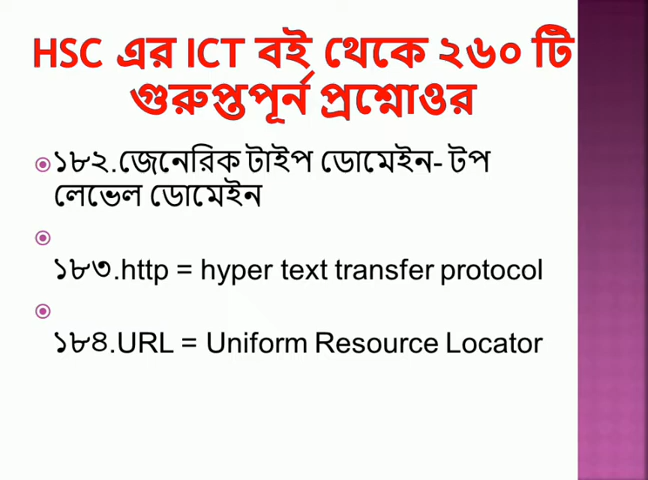 HSC এর ICT বই থেকে ২৬০ টি
গুরুপ্তপূর্ন প্রশ্নোওর
১৮২.জেনেরিক টাইপ ডোমেইন- টপ
লেভেল ডোমেইন
১৮৩.http = hyper text transfer protocol
১৮৪.URL = Uniform Resource Locator